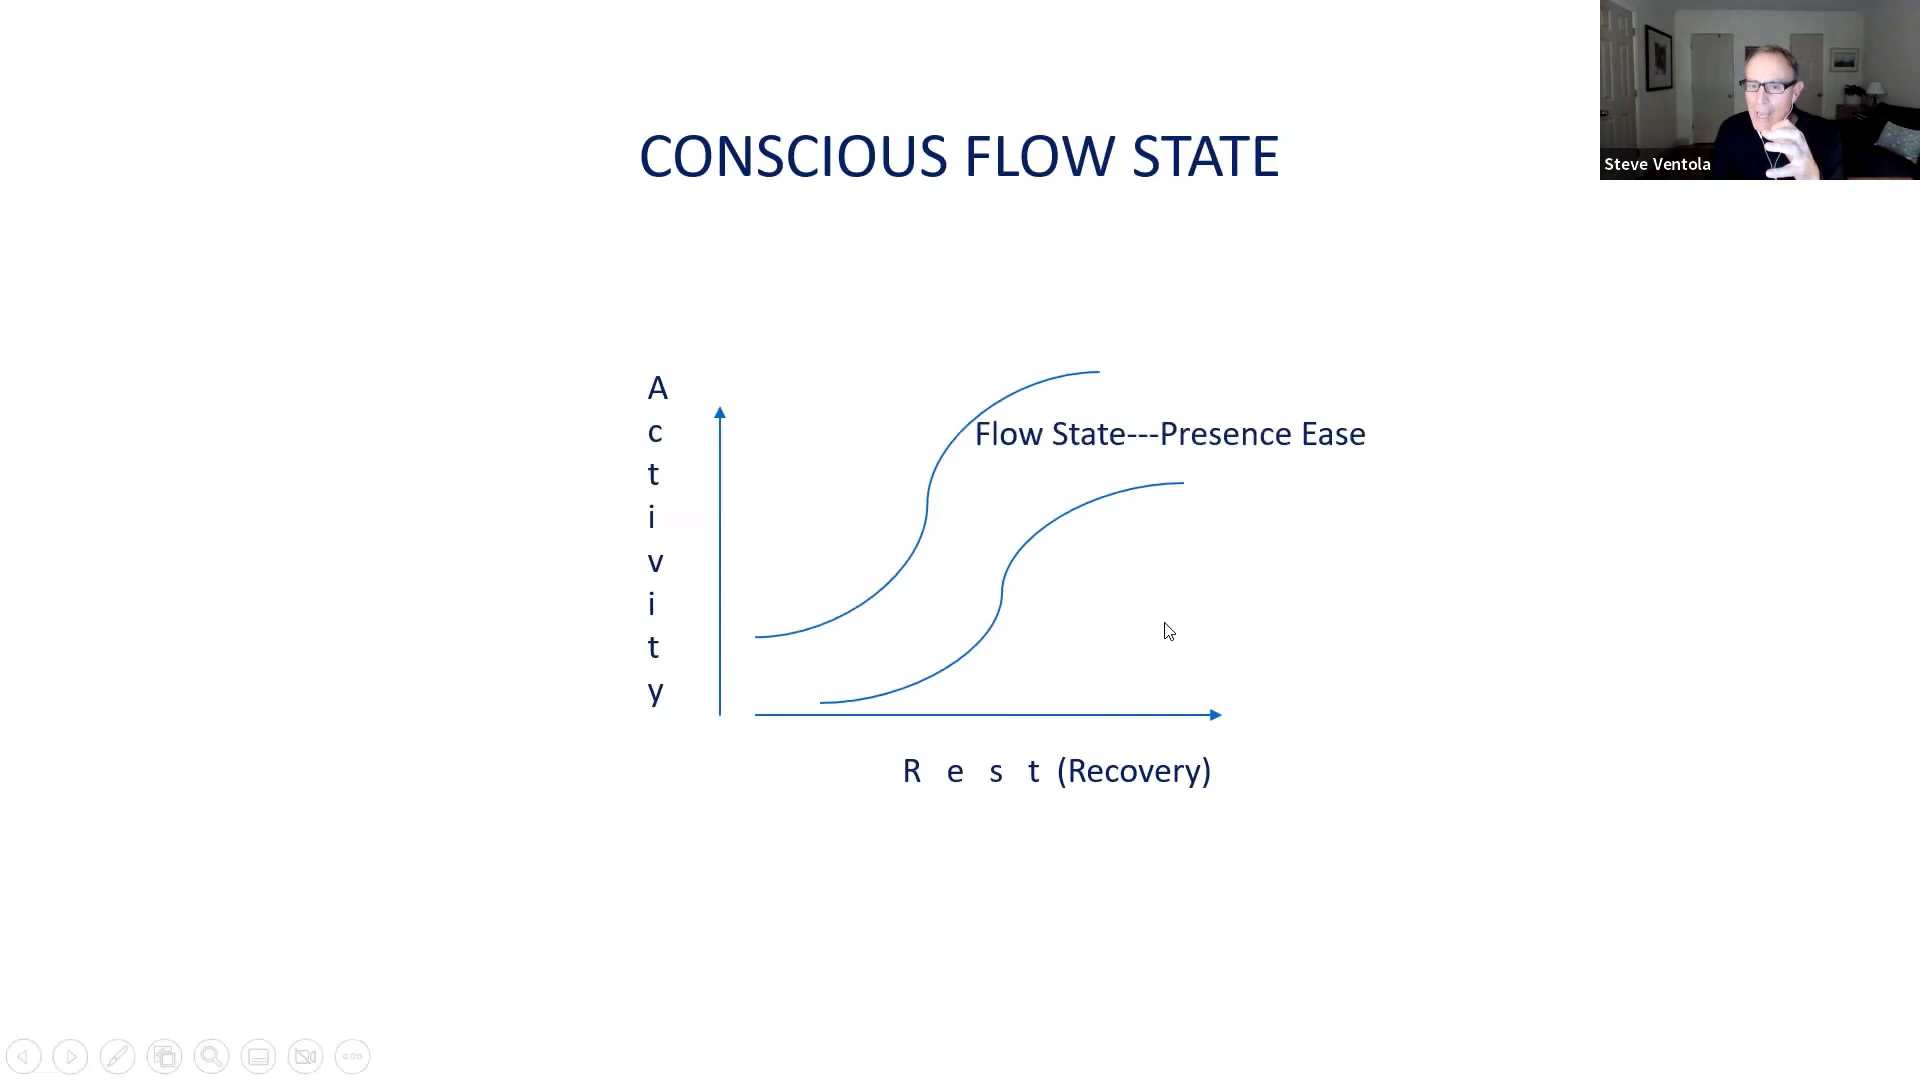 CONSCIOUS FLOW STATE
Steve Ventola
A
c
t
i
v
i
t
y
Flow State---Presence Ease
R e s t (Recovery)